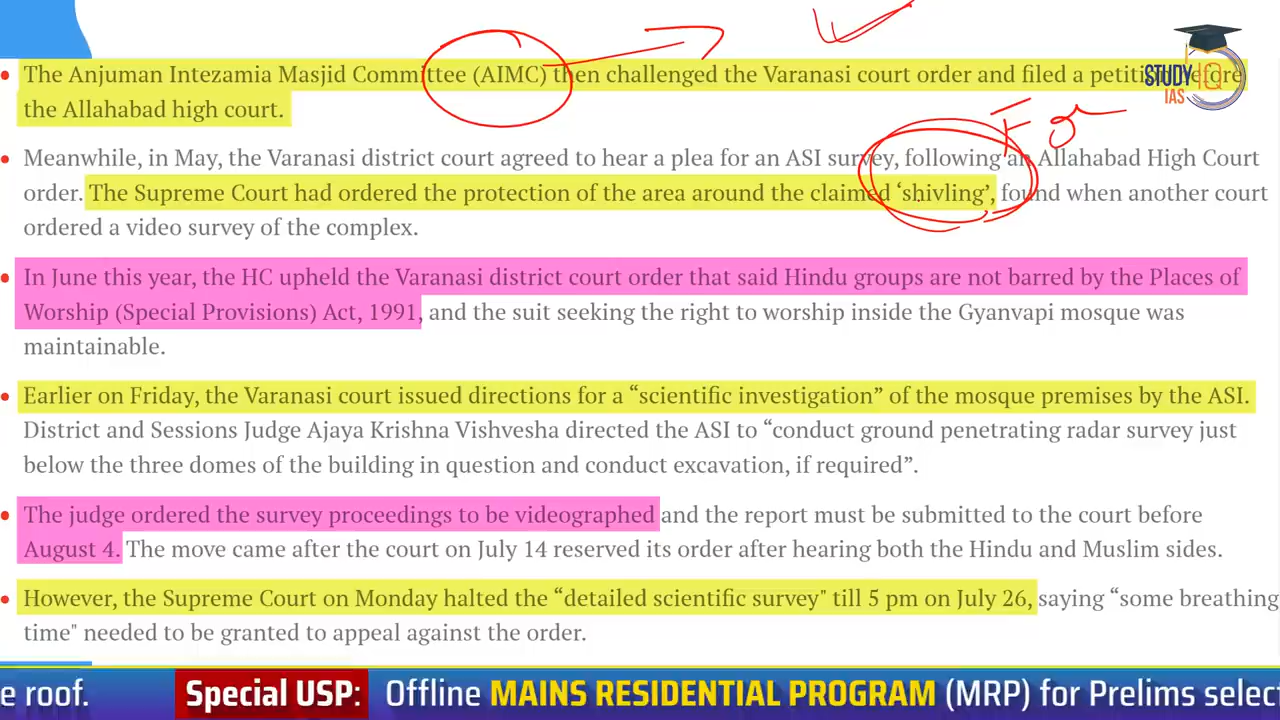 The Anjuman Intezamia Masjid Committee (AIMC) then challenged the Varanasi court order and filed a petition before
the Allahabad high court.
STUDY IQ
IAS
For
Meanwhile, in May, the Varanasi district court agreed to hear a plea for an ASI survey, following an Allahabad High Court
order. The Supreme Court had ordered the protection of the area around the claimed ‘shivling’, found when another court
ordered a video survey of the complex.
In June this year, the HC upheld the Varanasi district court order that said Hindu groups are not barred by the Places of
Worship (Special Provisions) Act, 1991, and the suit seeking the right to worship inside the Gyanvapi mosque was
maintainable.
Earlier on Friday, the Varanasi court issued directions for a “scientific investigation” of the mosque premises by the ASI.
District and Sessions Judge Ajaya Krishna Vishvesha directed the ASI to “conduct ground penetrating radar survey just
below the three domes of the building in question and conduct excavation, if required”.
The judge ordered the survey proceedings to be videographed and the report must be submitted to the court before
August 4. The move came after the court on July 14 reserved its order after hearing both the Hindu and Muslim sides.
However, the Supreme Court on Monday halted the “detailed scientific survey" till 5 pm on July 26, saying “some breathing
time" needed to be granted to appeal against the order.
e roof. Special USP: Offline MAINS RESIDENTIAL PROGRAM (MRP) for Prelims select